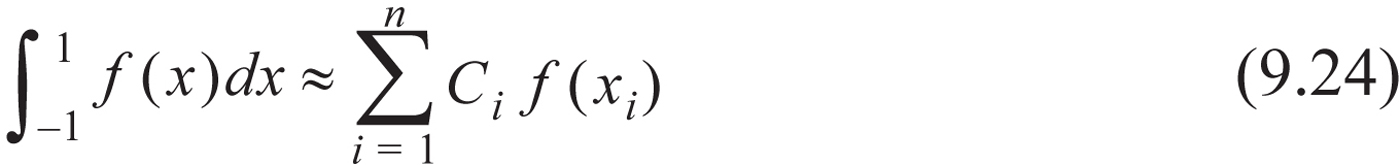 ∫_{-1}^{1} f(x)dx ≈ ∑_{i = 1}^{n} C_i f(x_i) (9.24)